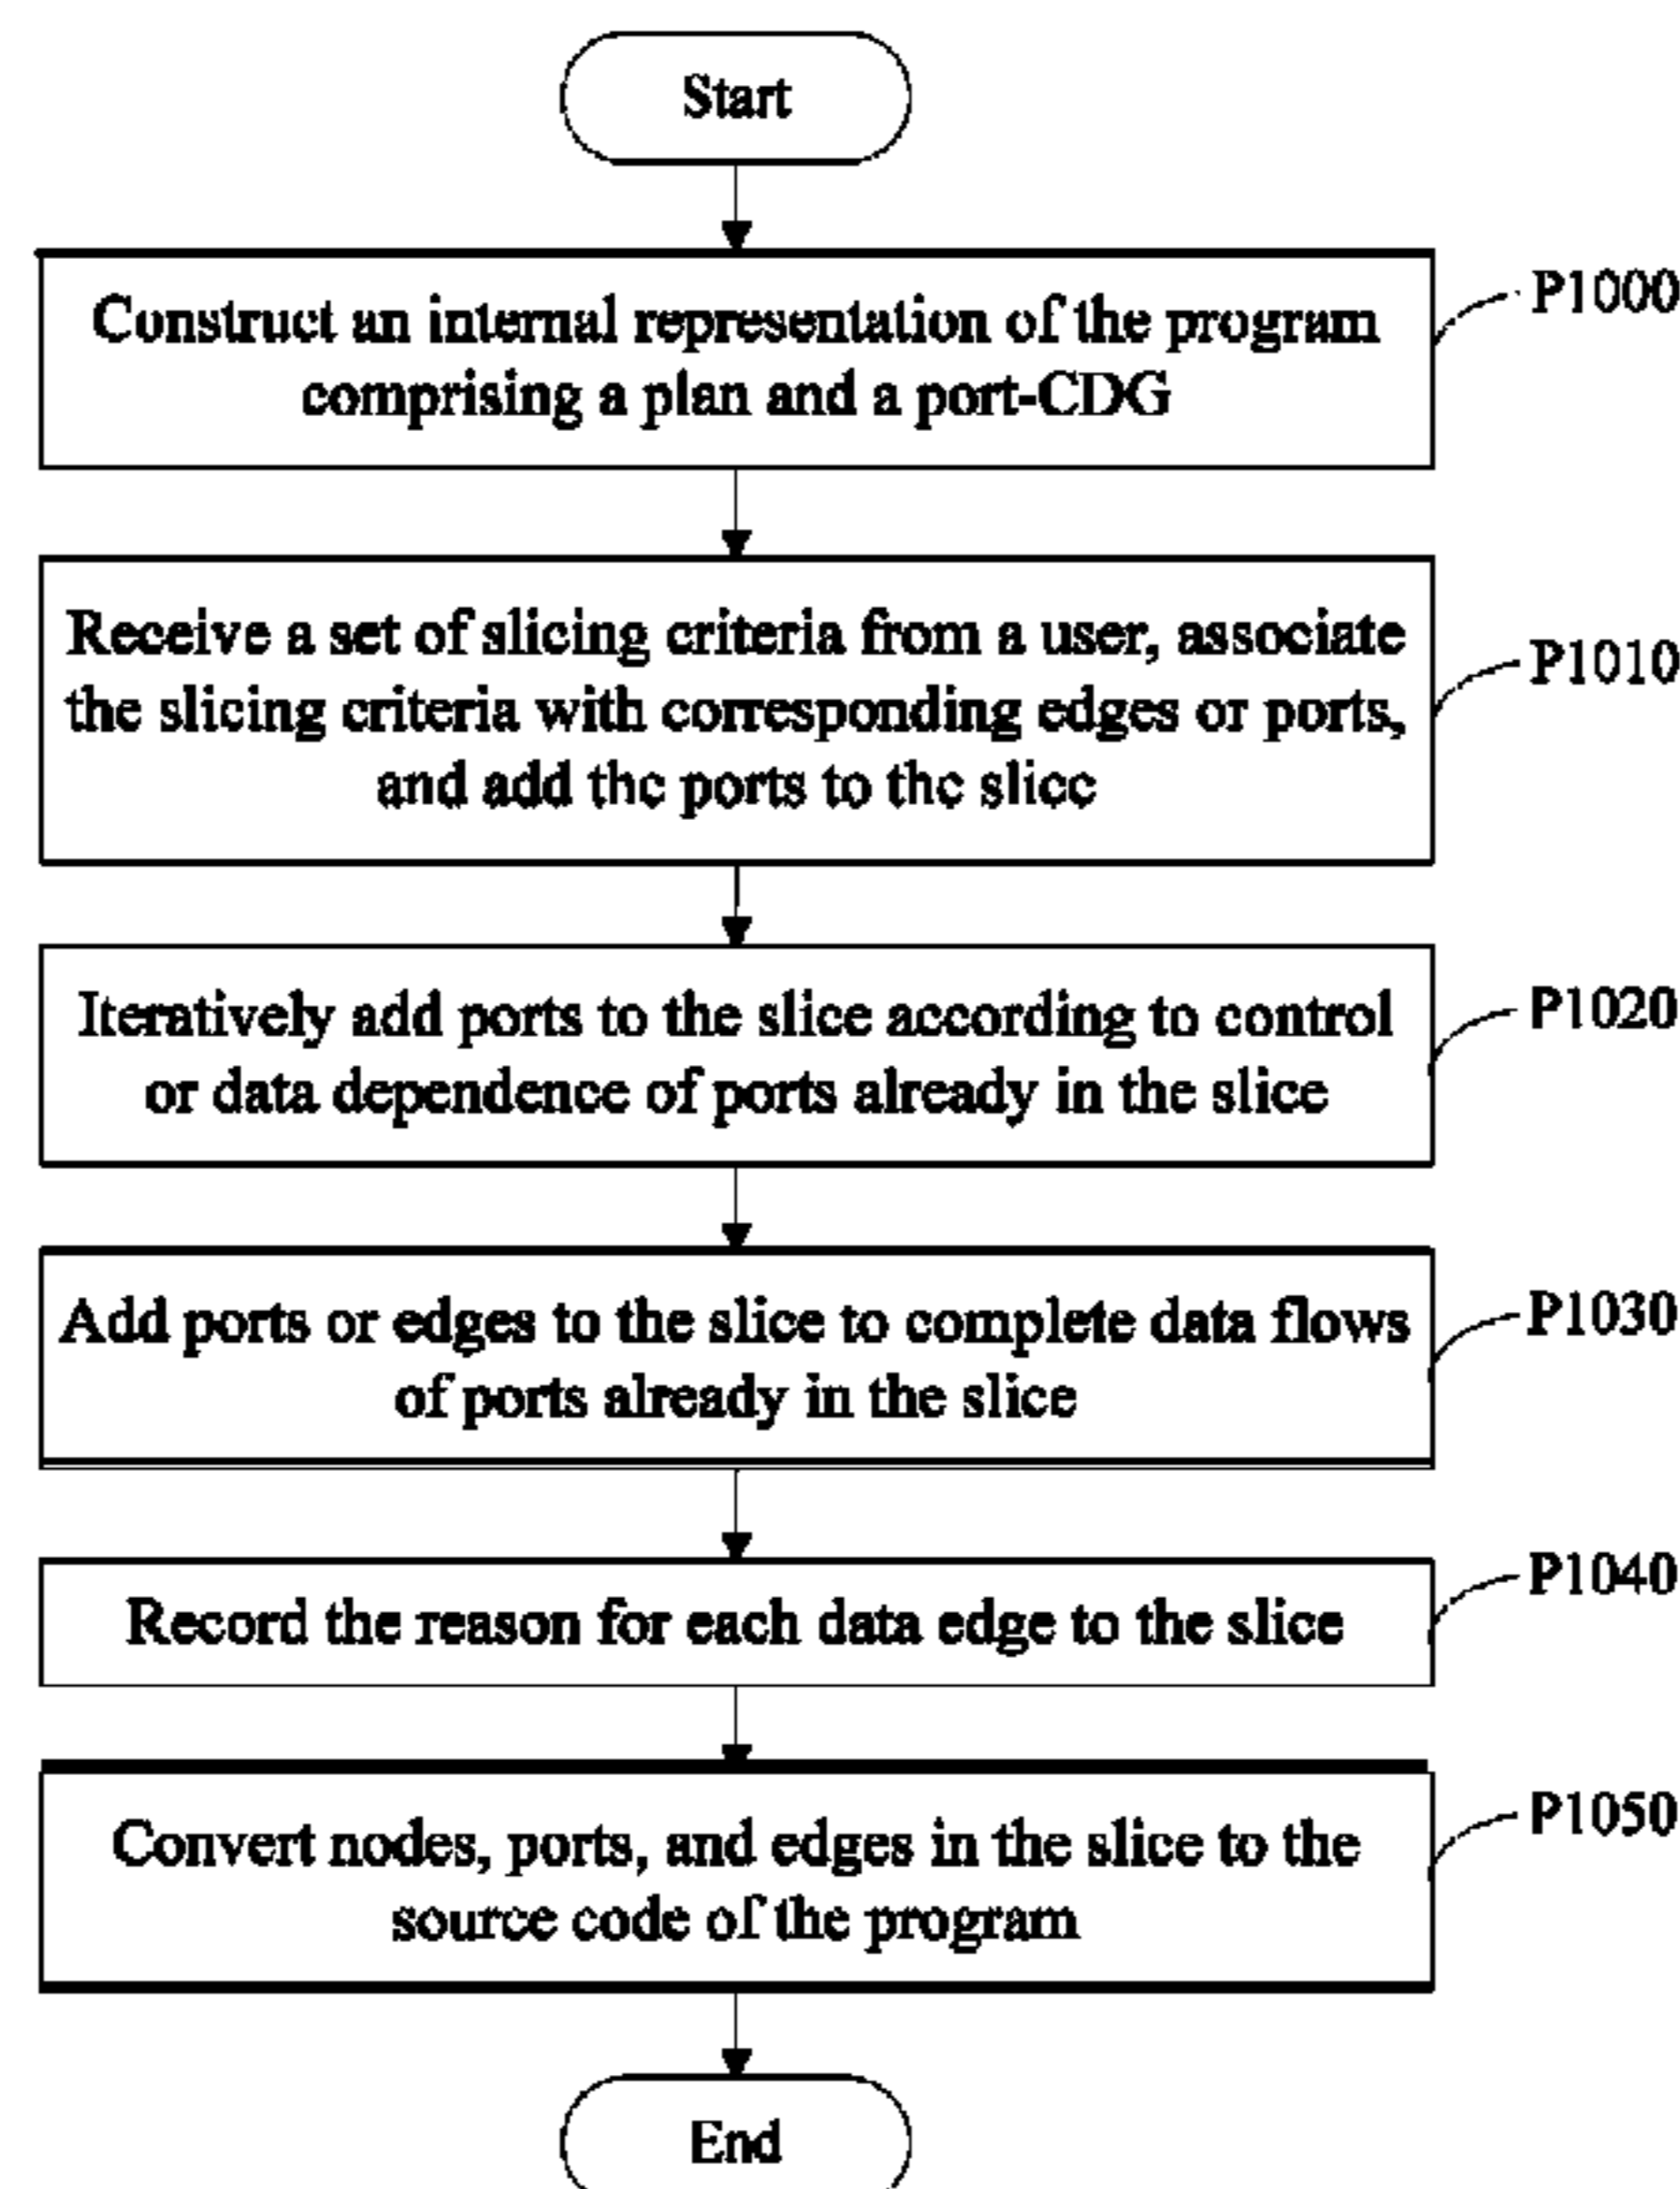 Start
Construct an internal representation of the program
comprising a plan and a port-CDG
P1000
Receive a set of slicing criteria from a user, associate
the slicing criteria with corresponding edges or ports,
and add the ports to the slice
P1010
Iteratively add ports to the slice according to control
or data dependence of ports already in the slice
P1020
Add ports or edges to the slice to complete data flows
of ports already in the slice
P1030
Record the reason for each data edge to the slice
P1040
Convert nodes, ports, and edges in the slice to the
source code of the program
P1050
End